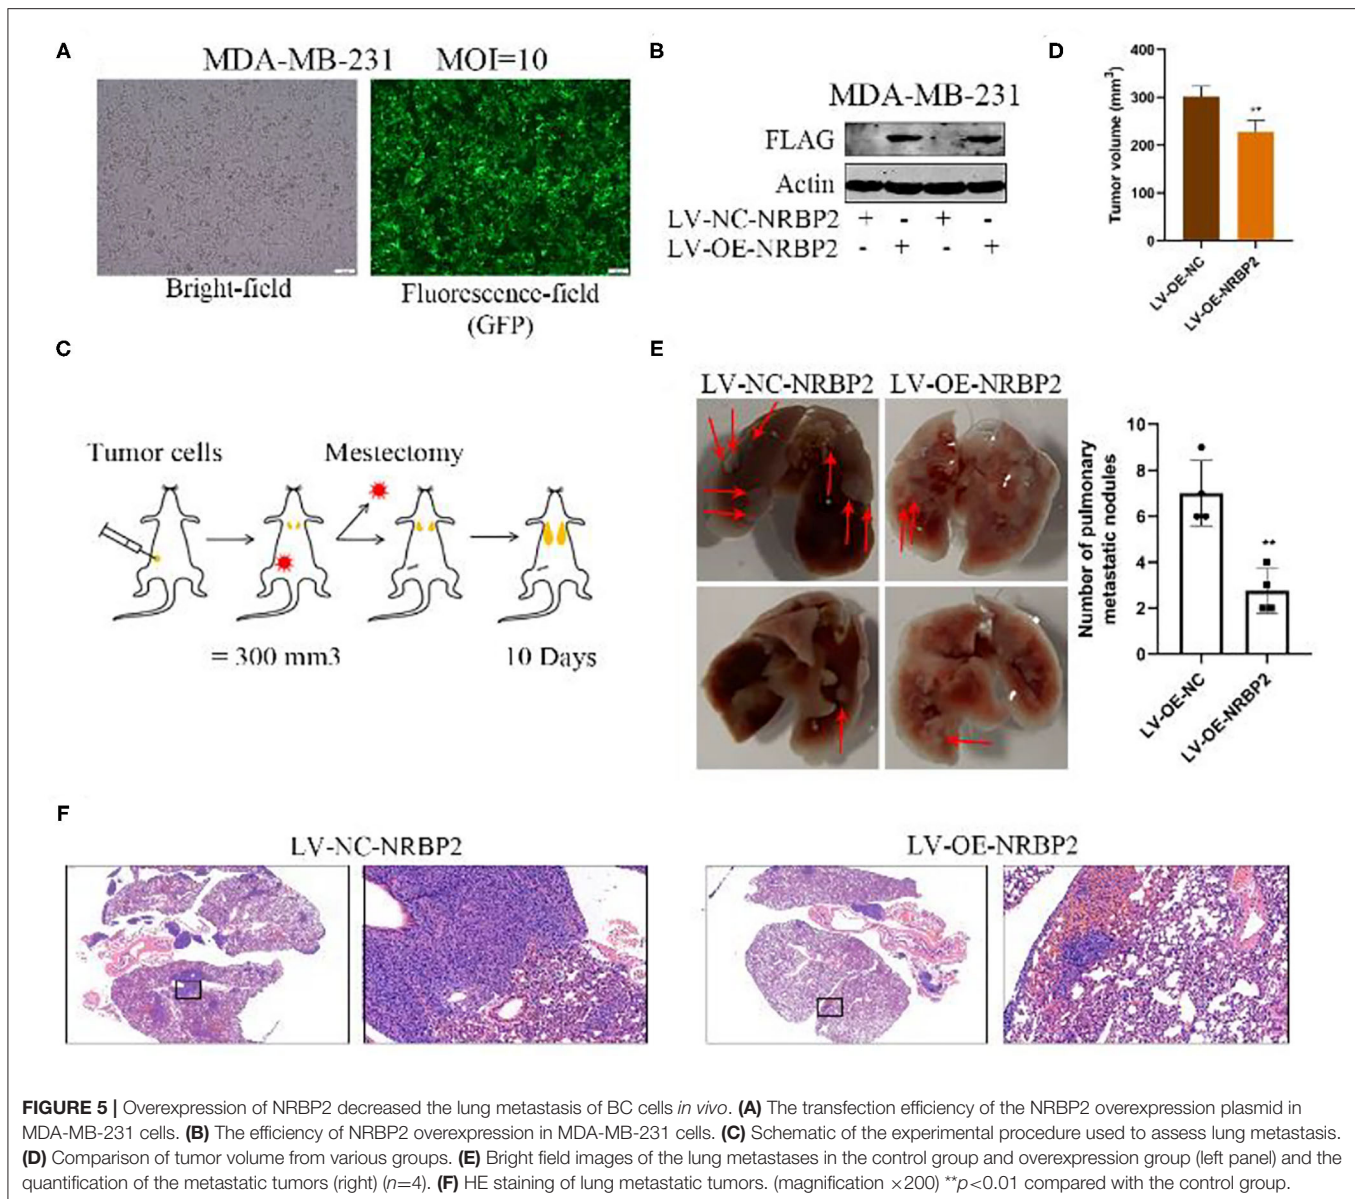 A
MDA-MB-231 MOI=10
Bright-field
Fluorescence-field
(GFP)
B
MDA-MB-231
FLAG
Actin
LV-NC-NRBP2 + - + -
LV-OE-NRBP2 - + - +
D
Tumor volume (mm³)
400
300
200
100
0
**
LV-OE-NC
LV-OE-NRBP2
C
Tumor cells
Mestectomy
= 300 mm3
10 Days
E
LV-NC-NRBP2
LV-OE-NRBP2
Number of pulmonary
metastatic nodules
10
8
6
4
2
0
**
LV-OE-NC
LV-OE-NRBP2
F
LV-NC-NRBP2
LV-OE-NRBP2
FIGURE 5 | Overexpression of NRBP2 decreased the lung metastasis of BC cells in vivo. (A) The transfection efficiency of the NRBP2 overexpression plasmid in
MDA-MB-231 cells. (B) The efficiency of NRBP2 overexpression in MDA-MB-231 cells. (C) Schematic of the experimental procedure used to assess lung metastasis.
(D) Comparison of tumor volume from various groups. (E) Bright field images of the lung metastases in the control group and overexpression group (left panel) and the
quantification of the metastatic tumors (right) (n=4). (F) HE staining of lung metastatic tumors. (magnification ×200) **p<0.01 compared with the control group.